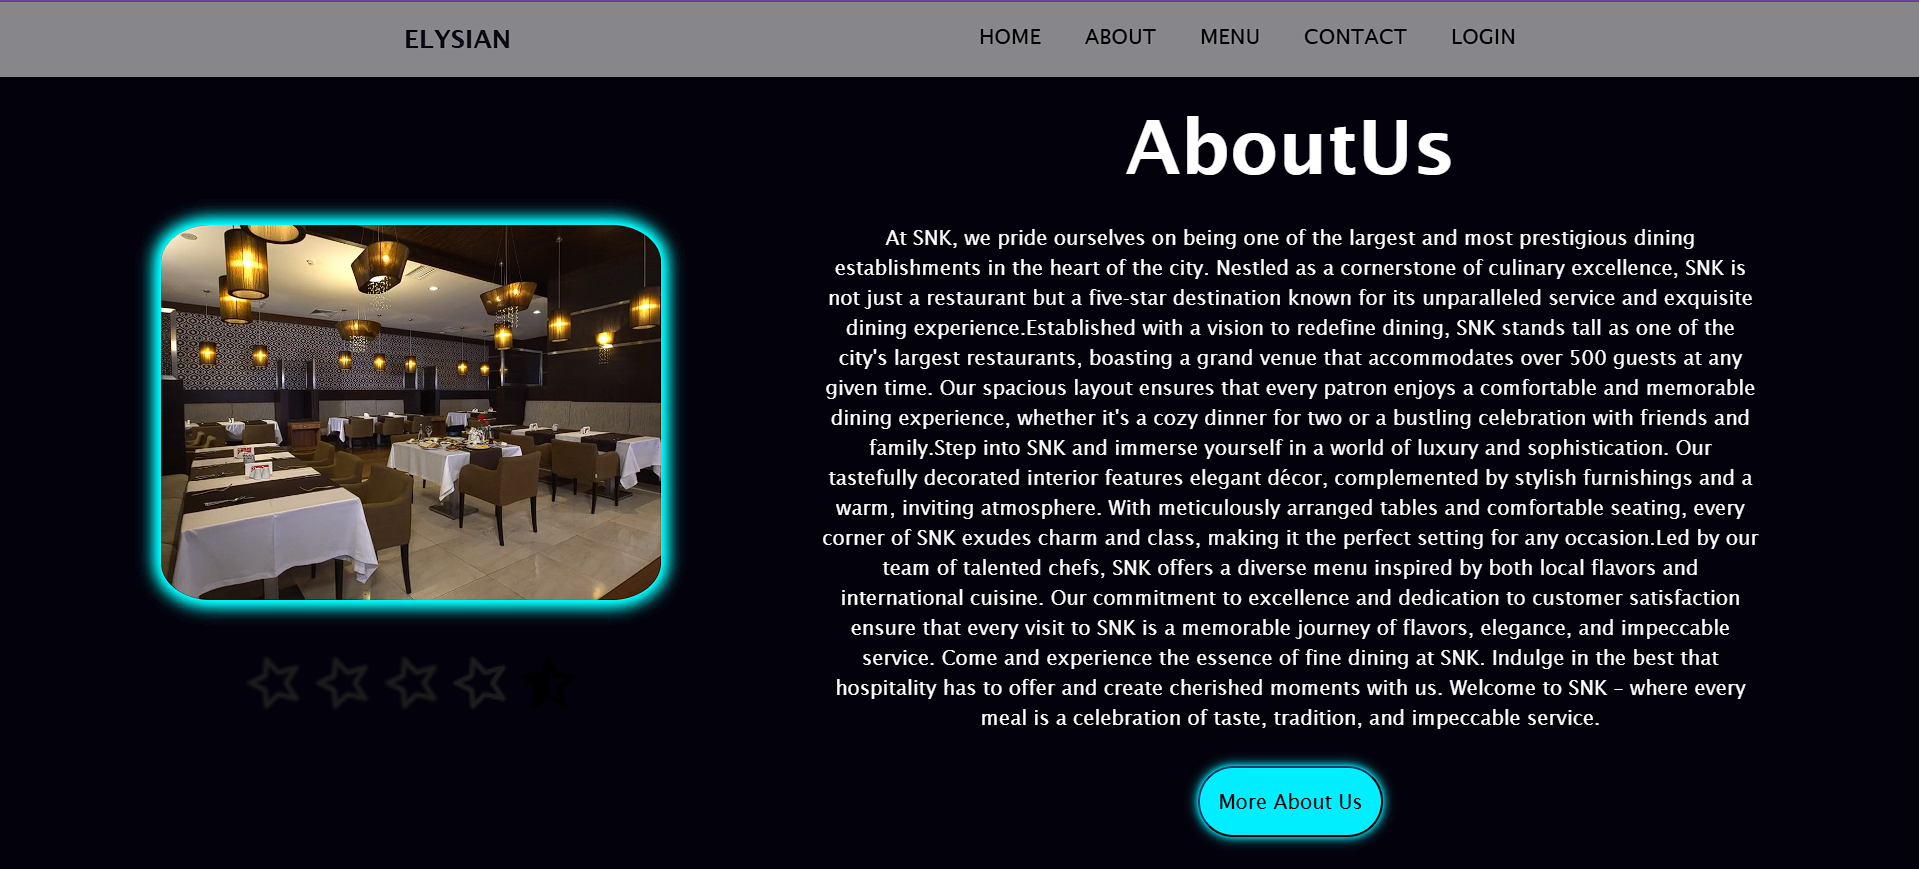 ELYSIAN
HOME ABOUT MENU CONTACT LOGIN
AboutUs
At SNK, we pride ourselves on being one of the largest and most prestigious dining
establishments in the heart of the city. Nestled as a cornerstone of culinary excellence, SNK is
not just a restaurant but a five-star destination known for its unparalleled service and exquisite
dining experience.Established with a vision to redefine dining, SNK stands tall as one of the
city's largest restaurants, boasting a grand venue that accommodates over 500 guests at any
given time. Our spacious layout ensures that every patron enjoys a comfortable and memorable
dining experience, whether it's a cozy dinner for two or a bustling celebration with friends and
family.Step into SNK and immerse yourself in a world of luxury and sophistication. Our
tastefully decorated interior features elegant décor, complemented by stylish furnishings and a
warm, inviting atmosphere. With meticulously arranged tables and comfortable seating, every
corner of SNK exudes charm and class, making it the perfect setting for any occasion.Led by our
team of talented chefs, SNK offers a diverse menu inspired by both local flavors and
international cuisine. Our commitment to excellence and dedication to customer satisfaction
ensure that every visit to SNK is a memorable journey of flavors, elegance, and impeccable
service. Come and experience the essence of fine dining at SNK. Indulge in the best that
hospitality has to offer and create cherished moments with us. Welcome to SNK – where every
meal is a celebration of taste, tradition, and impeccable service.
More About Us